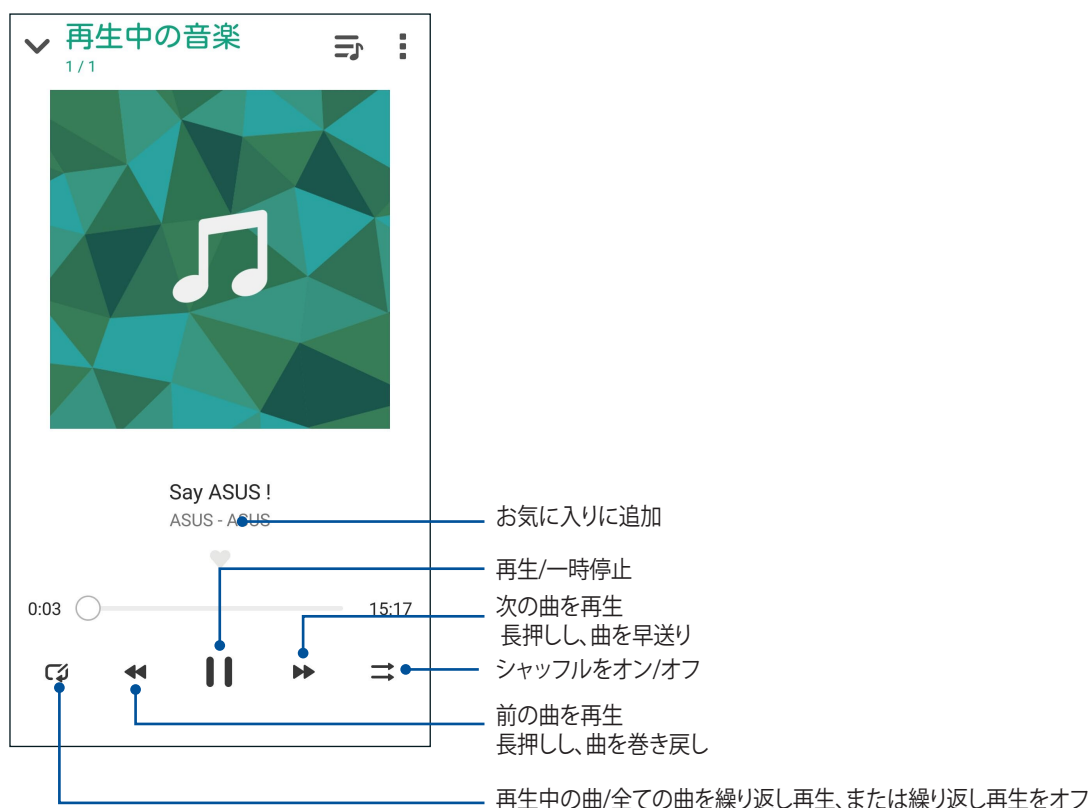 再生中の音楽
1 / 1
Say ASUS !
ASUS - ASUS
お気に入りに追加
再生/一時停止
0:03
15:17
次の曲を再生
長押しし、曲を早送り
シャッフルをオン/オフ
前の曲を再生
長押しし、曲を巻き戻し
再生中の曲/全ての曲を繰り返し再生、または繰り返し再生をオフ